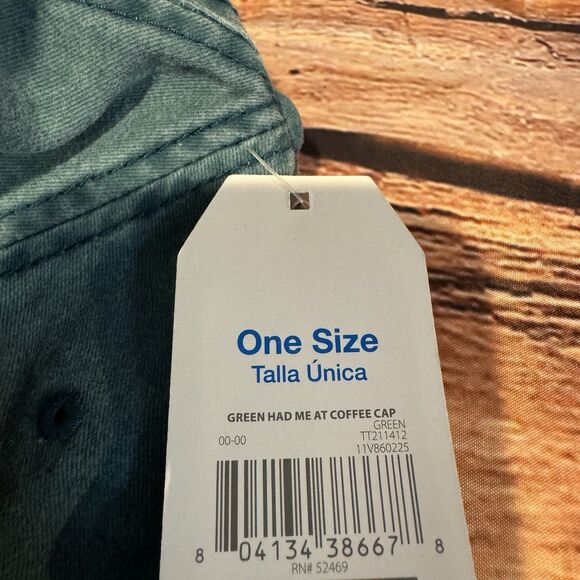 One Size
Talla Única
GREEN HAD ME AT COFFEE CAP
GREEN
00-00 TT211412
11V860225
8 04134 38667 8
RN# 52469